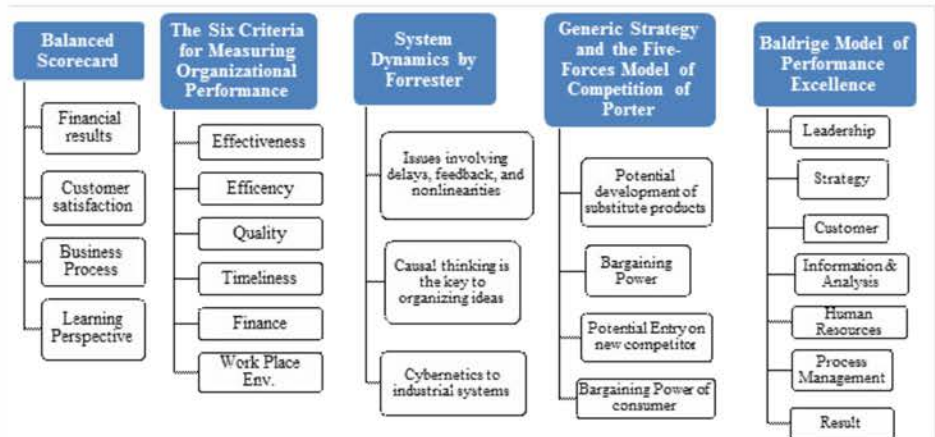 Balanced
Scorecard
Financial
results
Customer
satisfaction
Business
Process
Learning
Perspective
The Six Criteria
for Measuring
Organizational
Performance
Effectiveness
Efficency
Quality
Timeliness
Finance
Work Place
Env.
System
Dynamics by
Forrester
Issues involving
delays, feedback, and
nonlinearities
Causal thinking is
the key to
organizing ideas
Cybernetics to
industrial systems
Generic Strategy
and the Five-
Forces Model of
Competition of
Porter
Potential
development of
substitute products
Bargaining
Power
Potential Entry on
new competitor
Bargaining Power of
consumer
Baldrige Model of
Performance
Excellence
Leadership
Strategy
Customer
Information &
Analysis
Human
Resources
Process
Management
Result